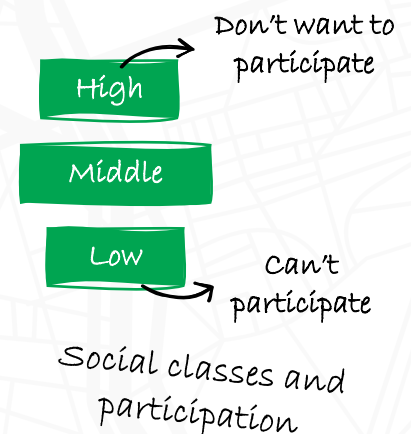 Don't want to
participate
High
Middle
Low
Can't
participate
Social classes and
participation